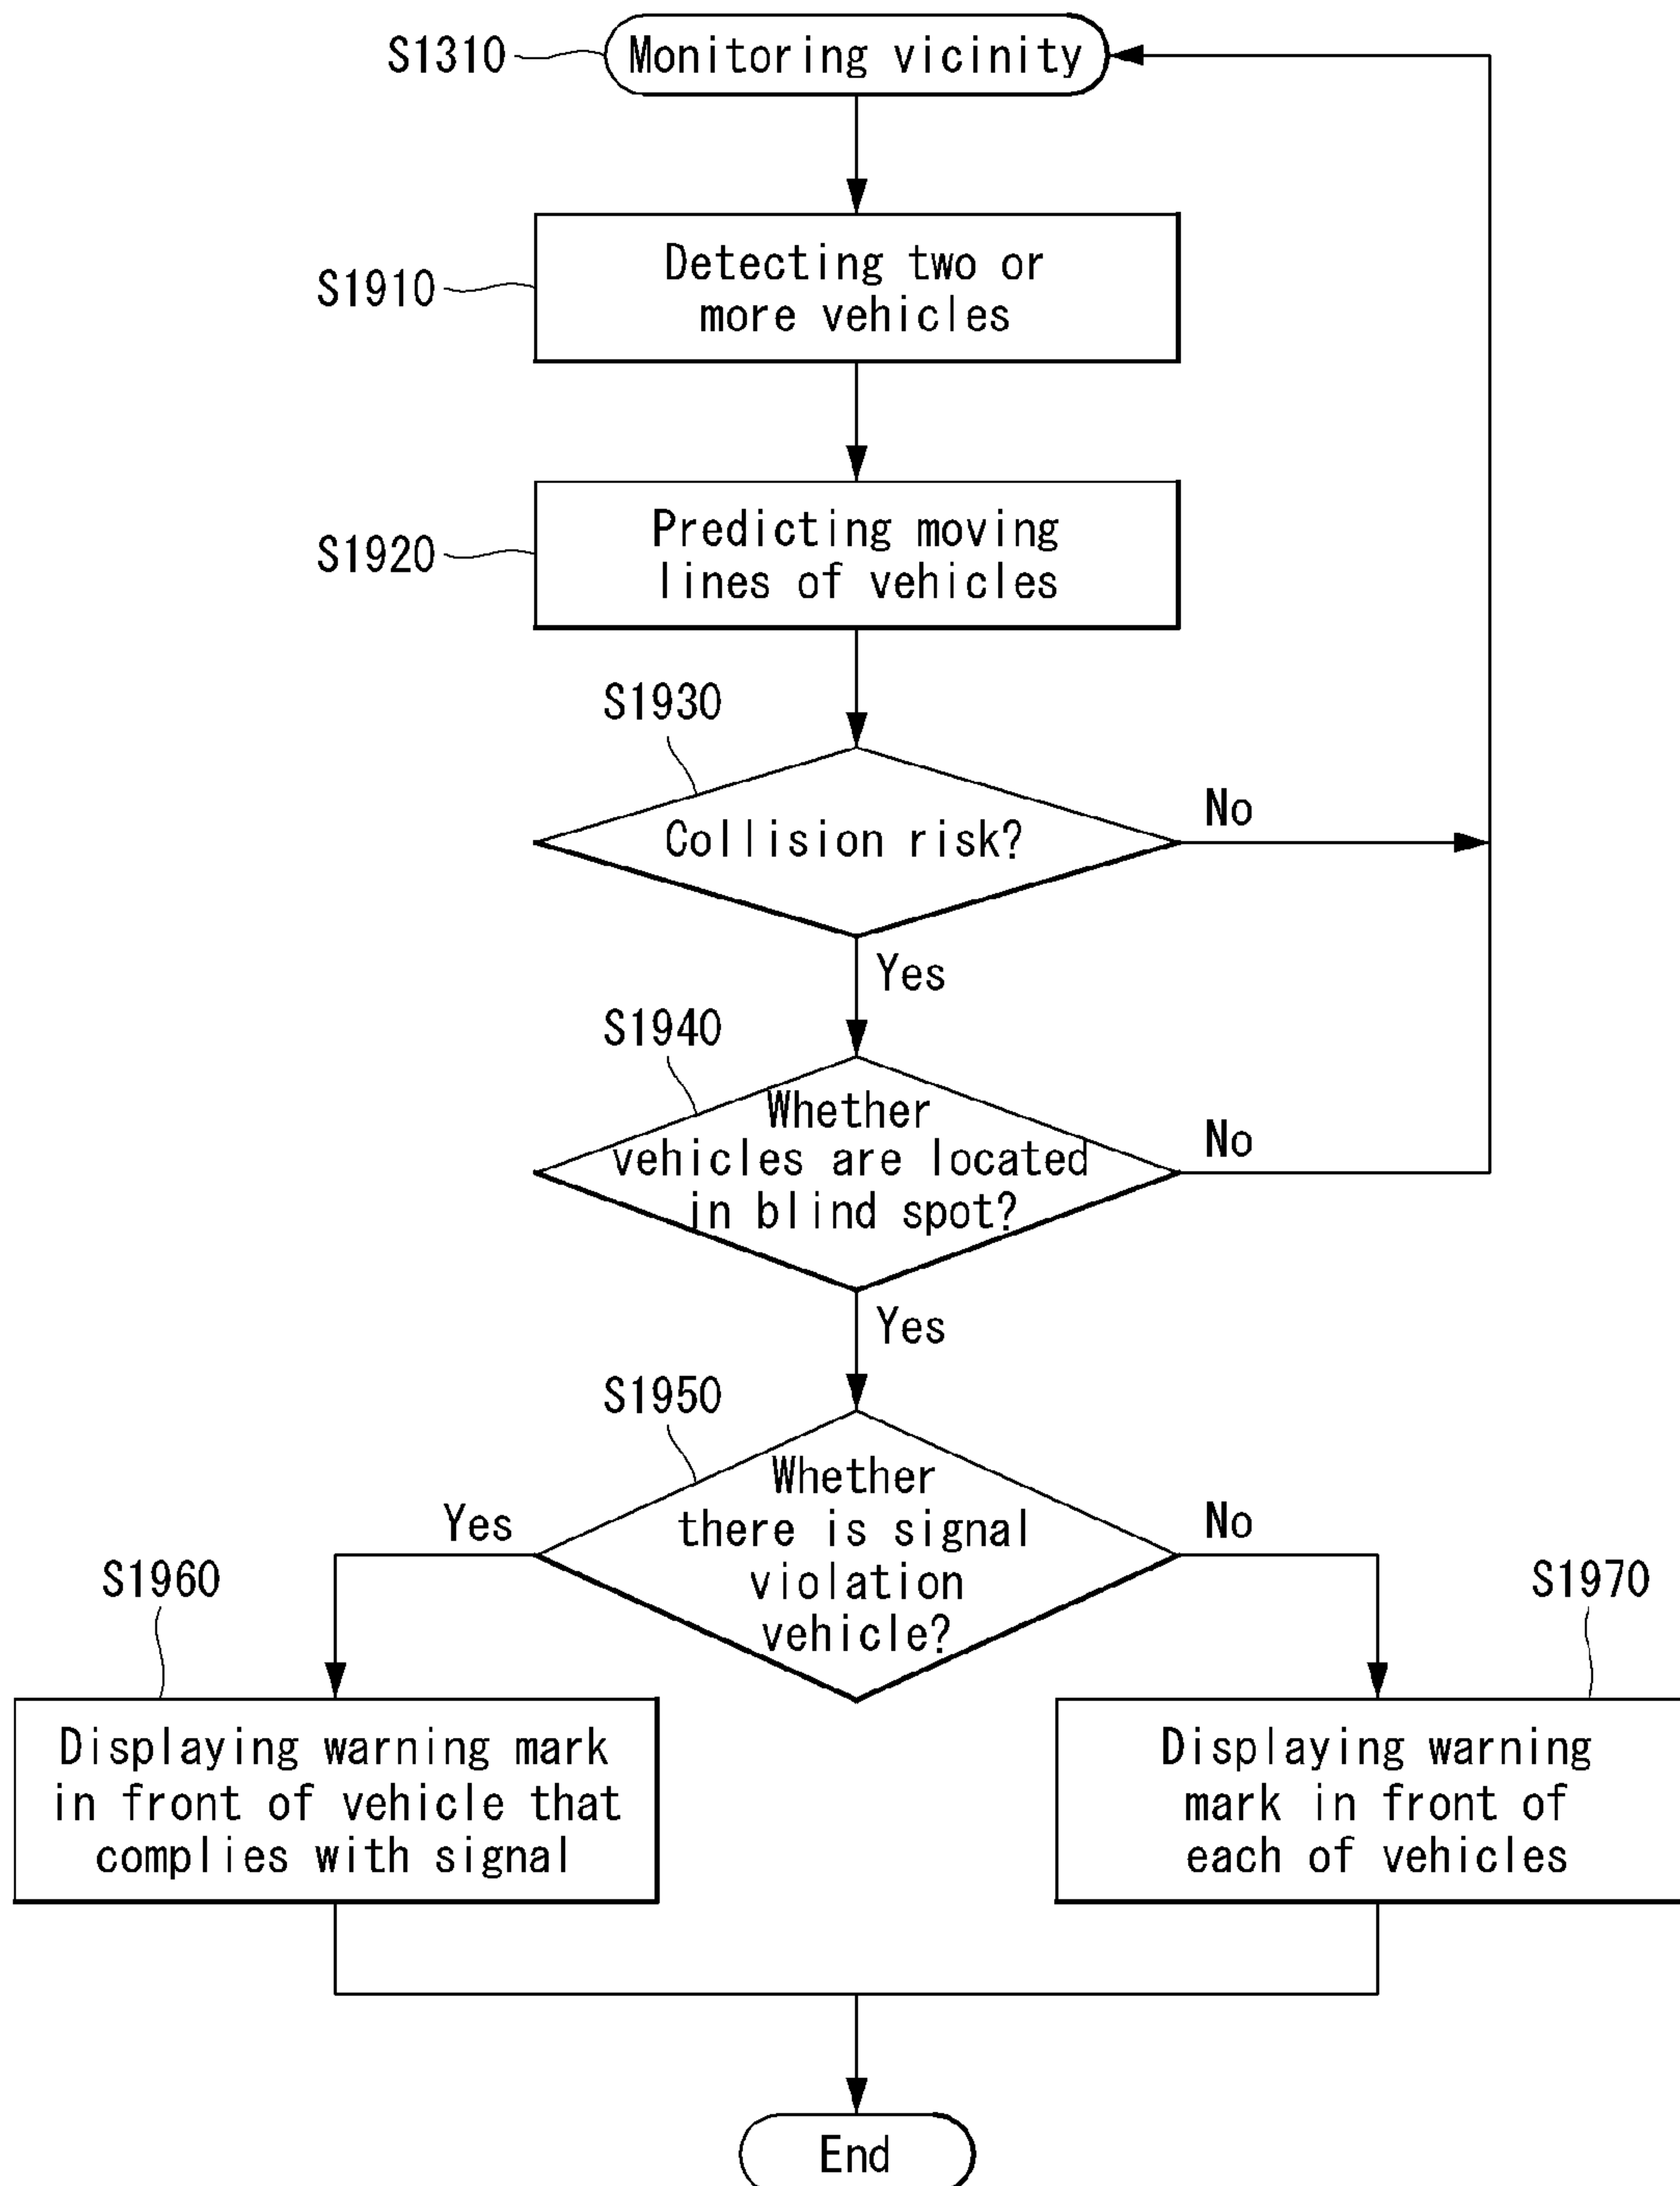 S1310
Monitoring vicinity
S1910
Detecting two or
more vehicles
S1920
Predicting moving
lines of vehicles
S1930
Collision risk?
No
Yes
S1940
Whether
vehicles are located
in blind spot?
No
Yes
S1950
Whether
there is signal
violation
vehicle?
Yes
No
S1960
Displaying warning mark
in front of vehicle that
complies with signal
S1970
Displaying warning
mark in front of
each of vehicles
End